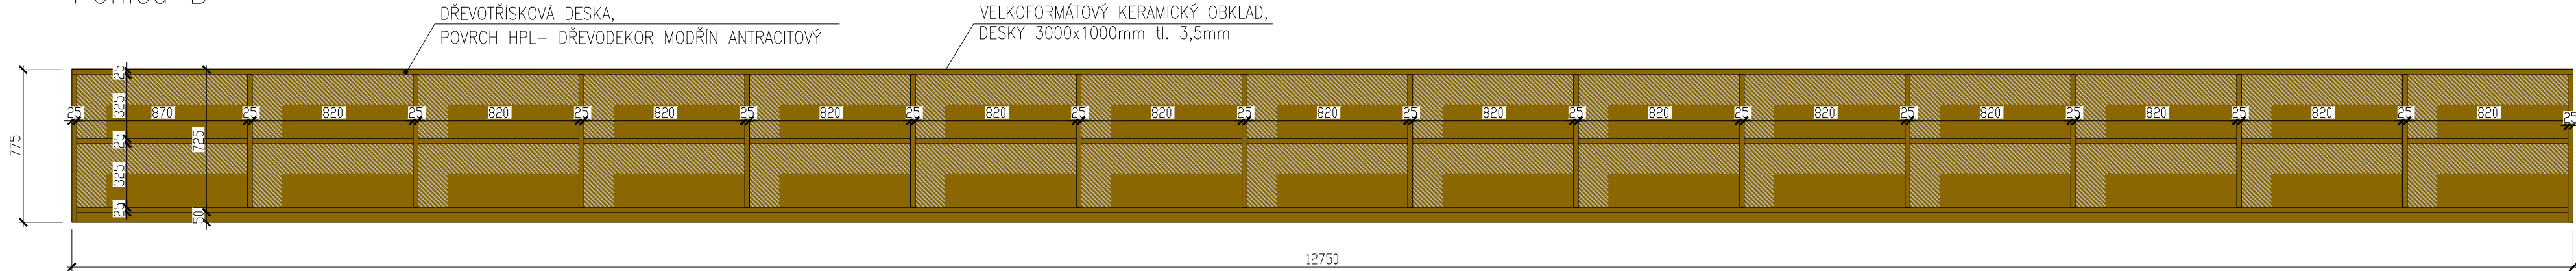 Pohled B
DŘEVOTŘÍSKOVÁ DESKA,
POVRCH HPL– DŘEVODEKOR MODŘÍN ANTRACITOVÝ
VELKOFORMÁTOVÝ KERAMICKÝ OBKLAD,
DESKY 3000x1000mm tl. 3,5mm
775
25
325
25
325
25
725
50
25 870 25 820 25 820 25 820 25 820 25 820 25 820 25 820 25 820 25 820 25 820 25 820 25 820 25 820 25 820 25
12750